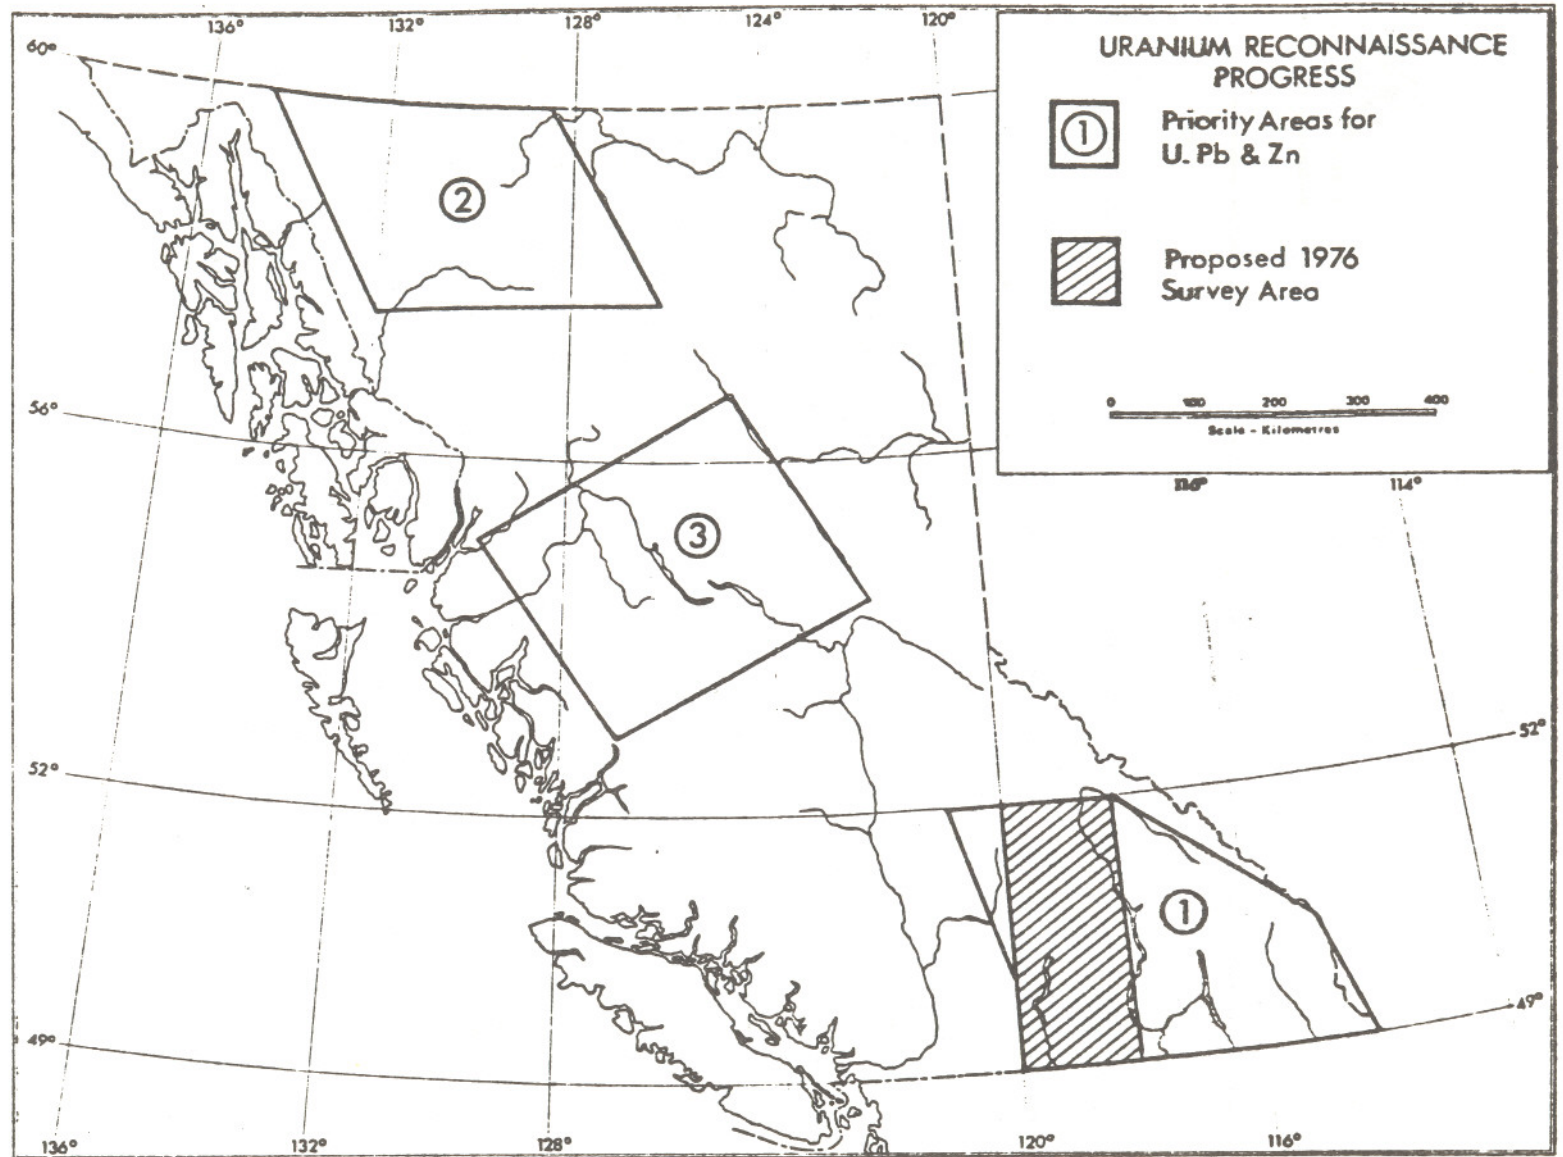 136° 132° 128° 124° 120°
60°
URANIUM RECONNAISSANCE
PROGRESS
1
Priority Areas for
U. Pb & Zn
2
Proposed 1976
Survey Area
0 100 200 300 400
Scale - Kilometres
56°
114°
3
52°
52°
1
49°
49°
136° 132° 128° 120° 116°